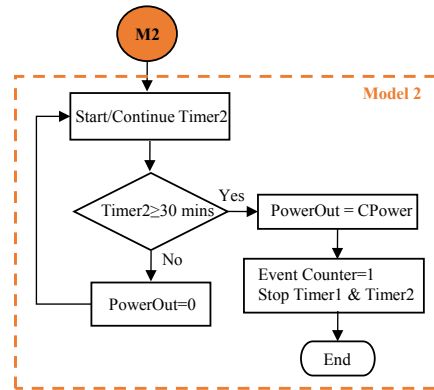 M2
Model 2
Start/Continue Timer2
Timer2≥30 mins
Yes
No
PowerOut = CPower
PowerOut=0
Event Counter=1
Stop Timer1 & Timer2
End